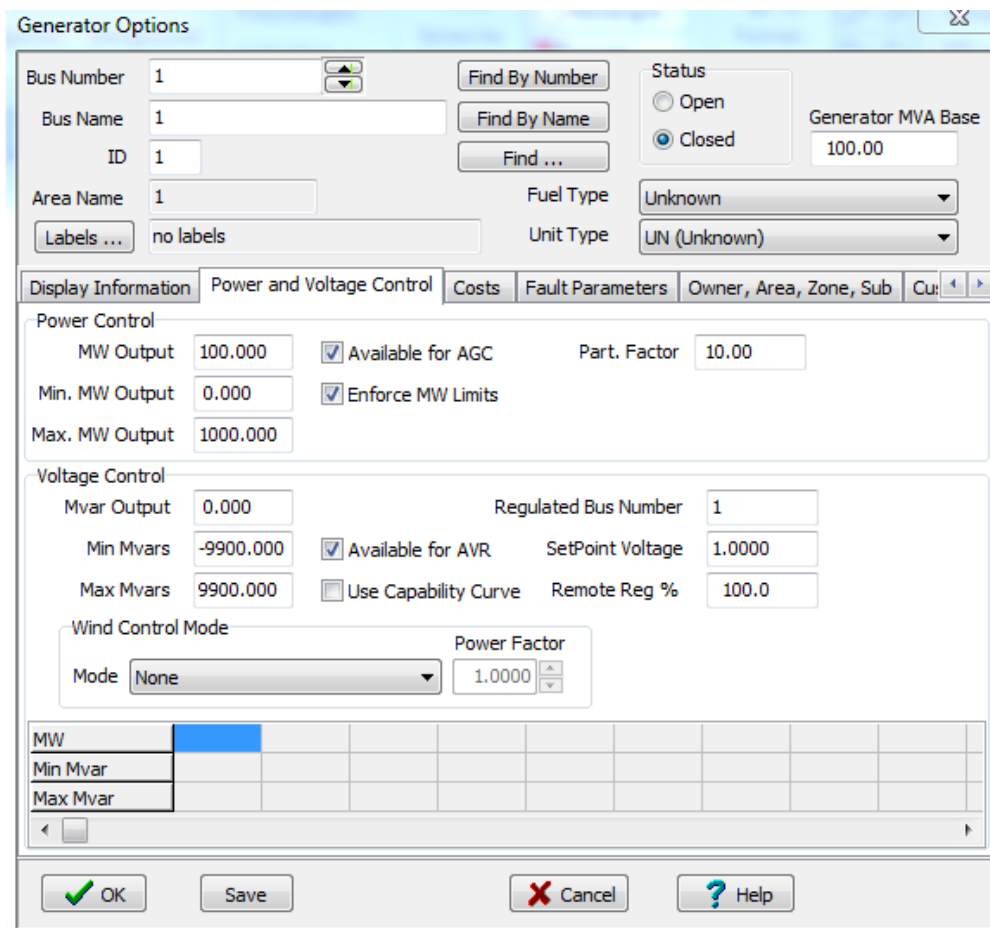 Generator Options
Bus Number 1 Find By Number Status
Open
Bus Name 1 Find By Name Generator MVA Base
Closed 100.00
ID 1 Find ...
Area Name 1 Fuel Type Unknown
Labels ... no labels Unit Type UN (Unknown)
Display Information Power and Voltage Control Costs Fault Parameters Owner, Area, Zone, Sub
Power Control
MW Output 100.000 Available for AGC Part. Factor 10.00
Min. MW Output 0.000 Enforce MW Limits
Max. MW Output 1000.000
Voltage Control
Mvar Output 0.000 Regulated Bus Number 1
Min Mvars -9900.000 Available for AVR SetPoint Voltage 1.0000
Max Mvars 9900.000 Use Capability Curve Remote Reg % 100.0
Wind Control Mode
Power Factor
Mode None 1.0000
MW
Min Mvar
Max Mvar
OK Save Cancel Help